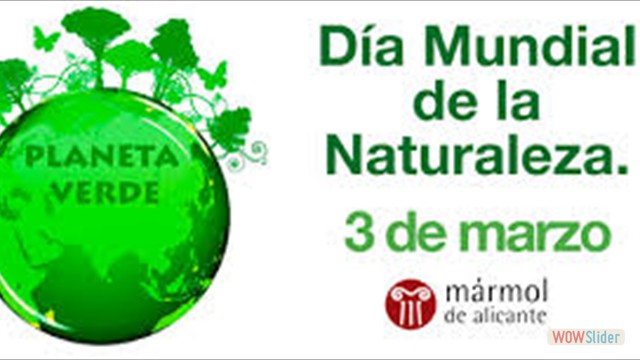 PLANETA
VERDE
Día Mundial
de la
Naturaleza.
3 de marzo
mármol
de alicante
WOWSlider